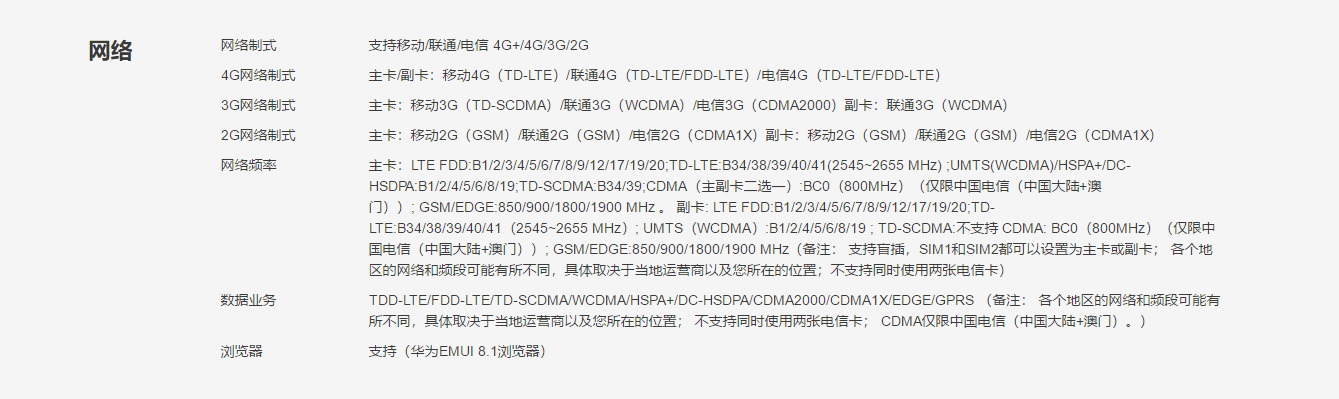 网络
网络制式
支持移动/联通/电信 4G+/4G/3G/2G
4G网络制式
主卡/副卡：移动4G（TD-LTE）/联通4G（TD-LTE/FDD-LTE）/电信4G（TD-LTE/FDD-LTE）
3G网络制式
主卡：移动3G（TD-SCDMA）/联通3G（WCDMA）/电信3G（CDMA2000）副卡：联通3G（WCDMA）
2G网络制式
主卡：移动2G（GSM）/联通2G（GSM）/电信2G（CDMA1X）副卡：移动2G（GSM）/联通2G（GSM）/电信2G（CDMA1X）
网络频率
主卡：LTE FDD:B1/2/3/4/5/6/7/8/9/12/17/19/20;TD-LTE:B34/38/39/40/41(2545~2655 MHz) ;UMTS(WCDMA)/HSPA+/DC-
HSDPA:B1/2/4/5/6/8/19;TD-SCDMA:B34/39;CDMA（主副卡二选一）:BC0（800MHz）（仅限中国电信（中国大陆+澳
门））; GSM/EDGE:850/900/1800/1900 MHz 。 副卡: LTE FDD:B1/2/3/4/5/6/7/8/9/12/17/19/20;TD-
LTE:B34/38/39/40/41（2545~2655 MHz）; UMTS（WCDMA）:B1/2/4/5/6/8/19 ; TD-SCDMA:不支持 CDMA: BC0（800MHz）（仅限中
国电信（中国大陆+澳门））; GSM/EDGE:850/900/1800/1900 MHz（备注： 支持盲插，SIM1和SIM2都可以设置为主卡或副卡； 各个地
区的网络和频段可能有所不同，具体取决于当地运营商以及您所在的位置；不支持同时使用两张电信卡）
数据业务
TDD-LTE/FDD-LTE/TD-SCDMA/WCDMA/HSPA+/DC-HSDPA/CDMA2000/CDMA1X/EDGE/GPRS （备注： 各个地区的网络和频段可能有
所不同，具体取决于当地运营商以及您所在的位置； 不支持同时使用两张电信卡； CDMA仅限中国电信（中国大陆+澳门）。）
浏览器
支持（华为EMUI 8.1浏览器）